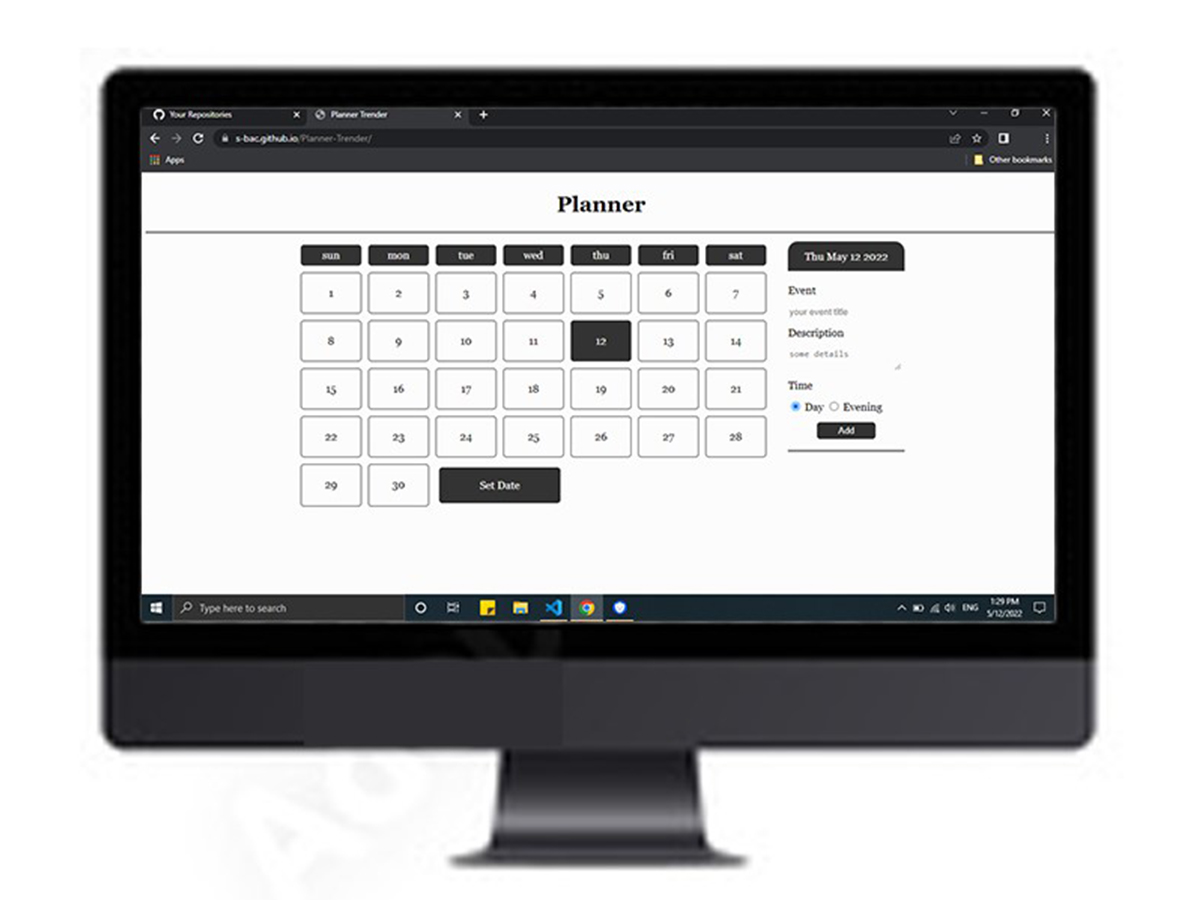 Your Repositories
Planner Trender
s-bac.github.io/Planner-Trender/
Apps
Other bookmarks
Planner
sun mon tue wed thu fri sat
1 2 3 4 5 6 7
8 9 10 11 12 13 14
15 16 17 18 19 20 21
22 23 24 25 26 27 28
29 30 Set Date
Thu May 12 2022
Event
your event title
Description
some details
Time
Day Evening
Add
Type here to search
ENG
1:29 PM
5/12/2022